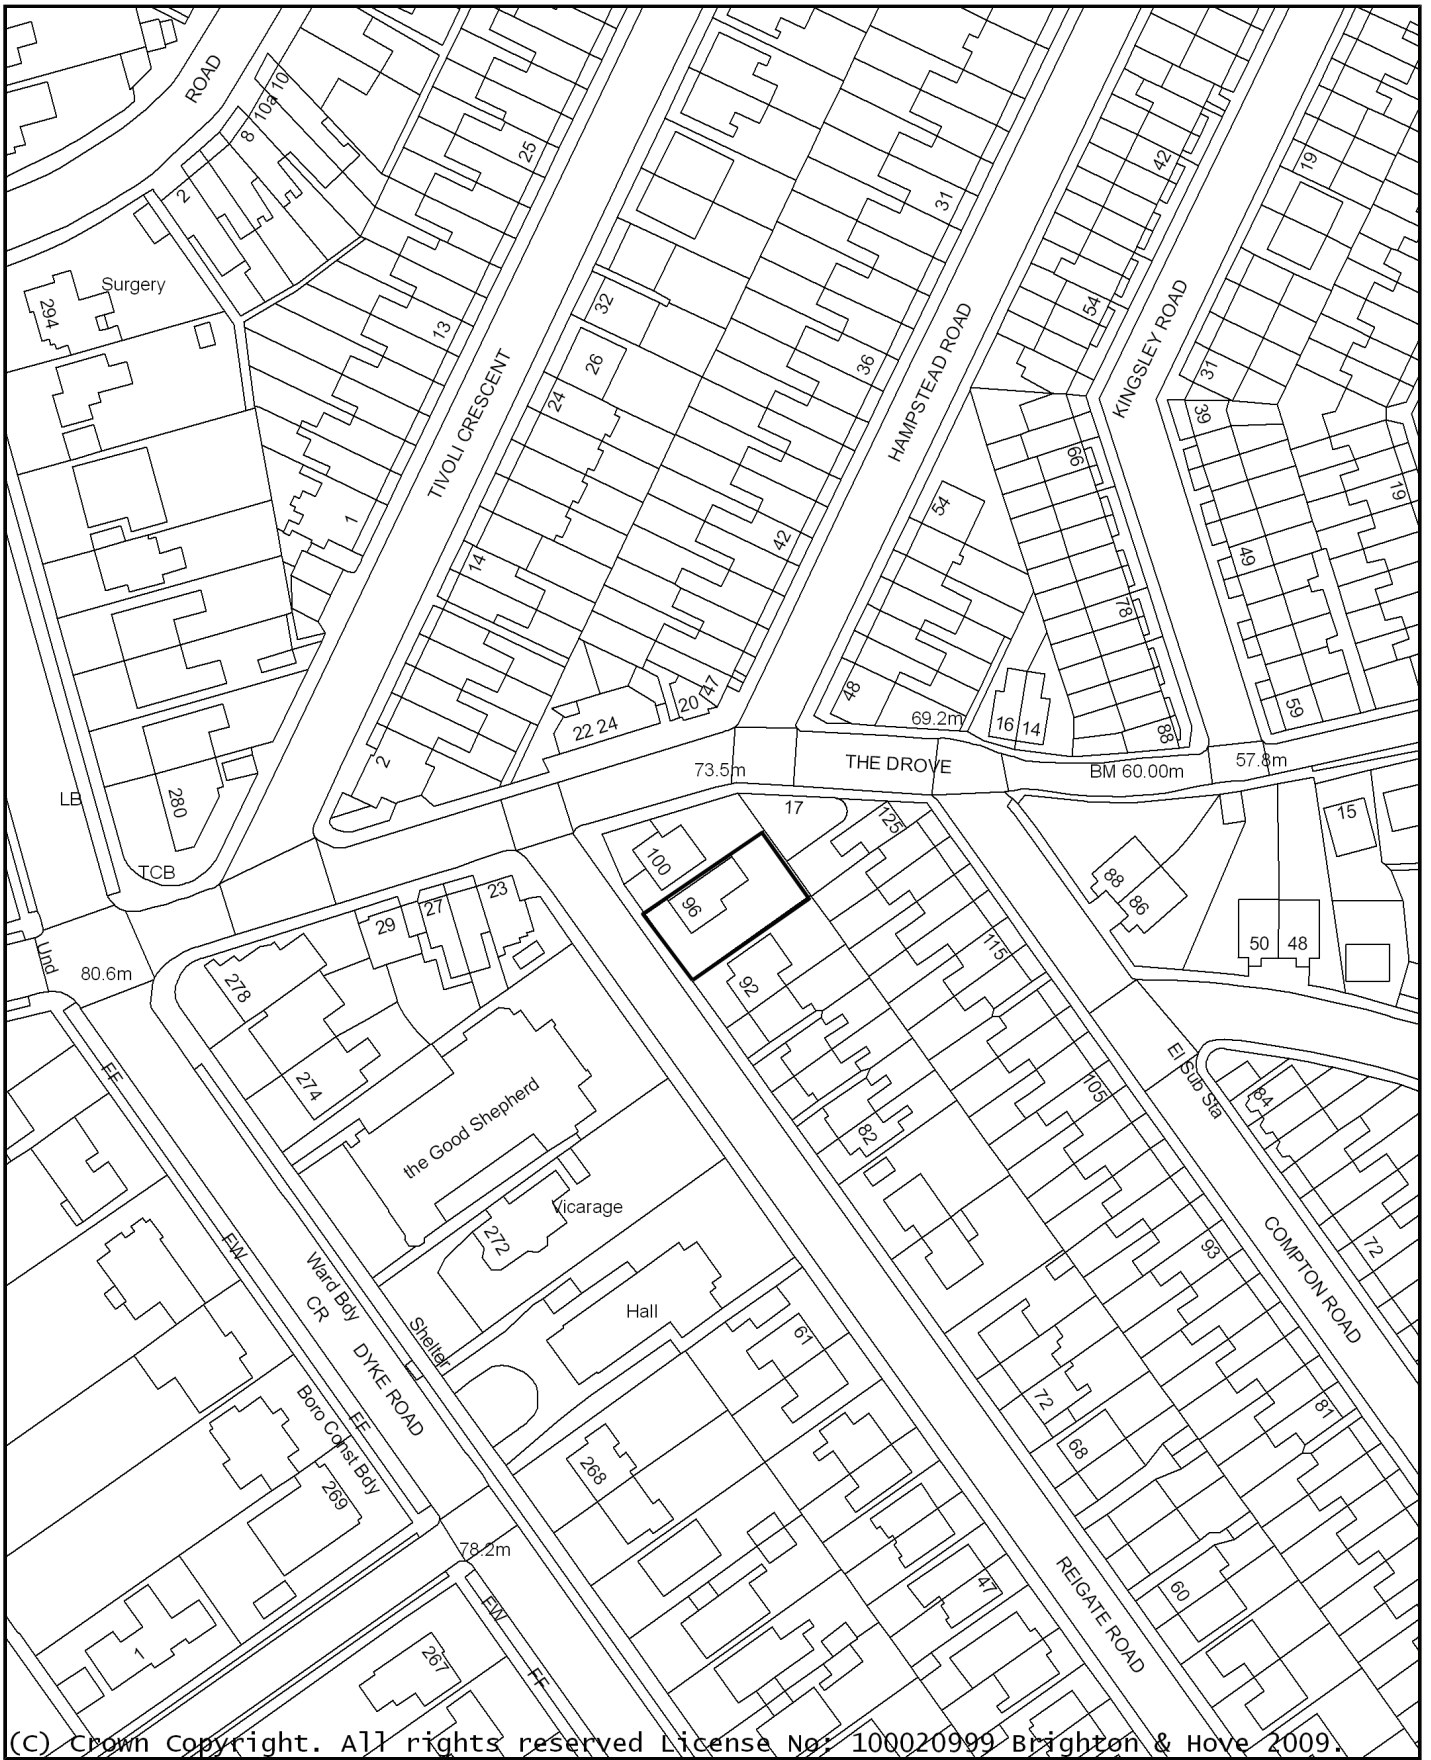 ROAD
10
10a
8
2
Surgery
294
25
13
TIVOLI CRESCENT
1
32
26
24
14
2
31
36
HAMPSTEAD ROAD
42
42
54
KINGSLEY ROAD
19
31
39
66
54
19
49
78
59
88
48
69.2m
16
14
47
20
22 24
73.5m
THE DROVE
BM 60.00m
57.8m
LB
280
TCB
17
125
15
100
96
88
86
50
48
23
27
29
Und
80.6m
278
92
115
274
FF
El Sub Sta
84
105
the Good Shepherd
82
Vicarage
272
FW
93
72
COMPTON ROAD
Ward Bdy
CR
Shelter
Hall
61
DYKE ROAD
72
81
FF
Boro Const Bdy
68
268
269
78.2m
47
60
REIGATE ROAD
FW
1
267
FF
(C) Crown Copyright. All rights reserved License No: 100020999 Brighton & Hove 2009.